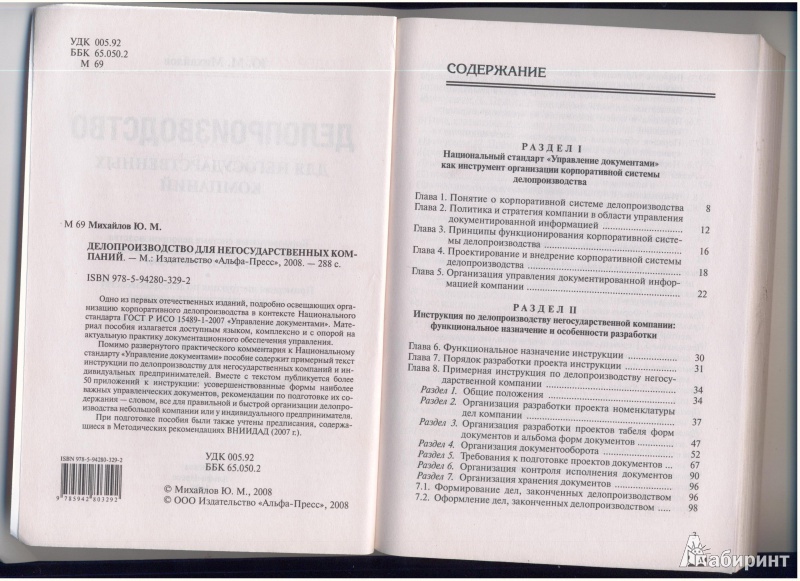 УДК 005.92
ББК 65.050.2
М 69
М 69 Михайлов Ю. М.
ДЕЛОПРОИЗВОДСТВО ДЛЯ НЕГОСУДАРСТВЕННЫХ КОМ-
ПАНИЙ. — М.: Издательство «Альфа-Пресс», 2008. — 288 с.
ISBN 978-5-94280-329-2
Одно из первых отечественных изданий, подробно освещающих орга-
низацию корпоративного делопроизводства в контексте Национального
стандарта ГОСТ Р ИСО 15489-1-2007 «Управление документами». Мате-
риал пособия излагается доступным языком, комплексно и с опорой на
актуальную практику документационного обеспечения управления.
Помимо развернутого практического комментария к Национальному
стандарту «Управление документами» пособие содержит примерный текст
инструкции по делопроизводству для негосударственных компаний и ин-
дивидуальных предпринимателей. Вместе с текстом публикуется более
50 приложений к инструкции: усовершенствованные формы наиболее
важных управленческих документов, рекомендации по подготовке их со-
держания — словом, все для правильной и быстрой организации делопро-
изводства небольшой компании или у индивидуального предпринимателя.
При подготовке пособия были также учтены предписания, содержа-
щиеся в Методических рекомендациях ВНИИДАД (2007 г.).
УДК 005.92
ББК 65.050.2
ISBN 978-5-94280-329-2
9 785942 803292
© Михайлов Ю. М., 2008
© ООО Издательство «Альфа-Пресс», 2008
СОДЕРЖАНИЕ
РАЗДЕЛ I
Национальный стандарт «Управление документами»
как инструмент организации корпоративной системы
делопроизводства
Глава 1. Понятие о корпоративной системе делопроизводства 8
Глава 2. Политика и стратегия компании в области управления
документированной информацией 12
Глава 3. Принципы функционирования корпоративной систе-
мы делопроизводства 16
Глава 4. Проектирование и внедрение корпоративной системы
делопроизводства 18
Глава 5. Организация управления документированной инфор-
мацией компании 22
РАЗДЕЛ II
Инструкция по делопроизводству негосударственной компании:
функциональное назначение и особенности разработки
Глава 6. Функциональное назначение инструкции 30
Глава 7. Порядок разработки проекта инструкции 31
Глава 8. Примерная инструкция по делопроизводству негосу-
дарственной компании 34
Раздел 1. Общие положения 34
Раздел 2. Организация разработки проекта номенклатуры
дел компании 37
Раздел 3. Организация разработки проектов табеля форм
документов и альбома форм документов 47
Раздел 4. Организация документооборота 52
Раздел 5. Требования к подготовке проектов документов 67
Раздел 6. Организация контроля исполнения документов 90
Раздел 7. Организация хранения документов 96
7.1. Формирование дел, законченных делопроизводством 96
7.2. Оформление дел, законченных делопроизводством 98
Лабиринт